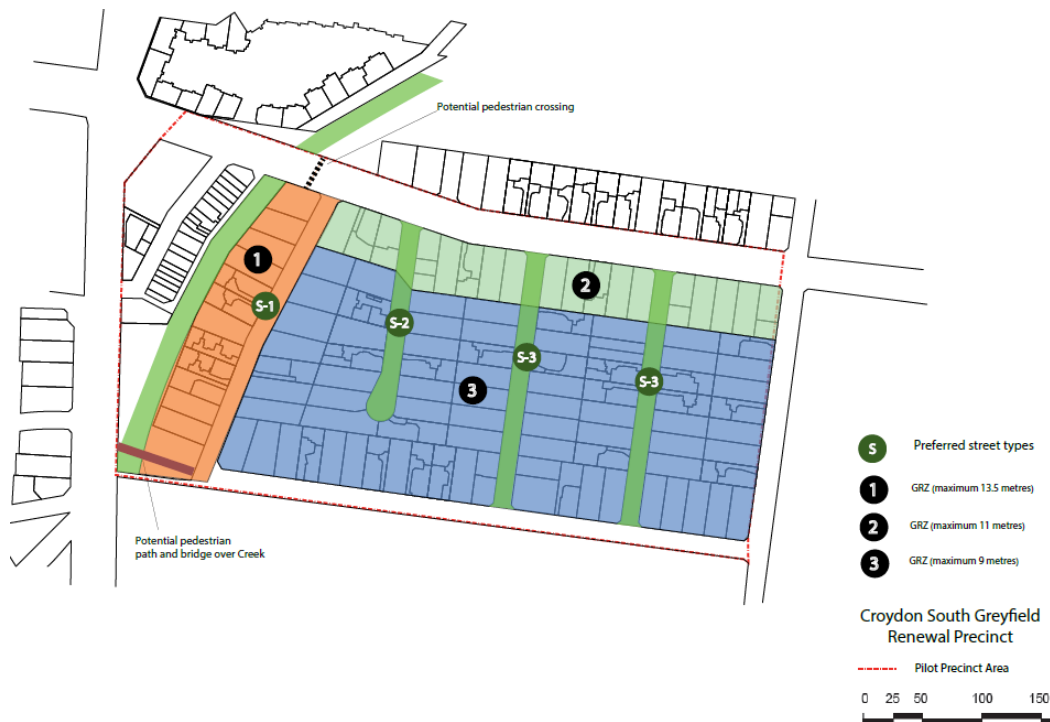 Potential pedestrian crossing
1
S-1
2
S-2
S-3
3
S-3
Potential pedestrian
path and bridge over Creek
S Preferred street types
1 GRZ (maximum 13.5 metres)
2 GRZ (maximum 11 metres)
3 GRZ (maximum 9 metres)
Croydon South Greyfield
Renewal Precinct
Pilot Precinct Area
0 25 50 100 150